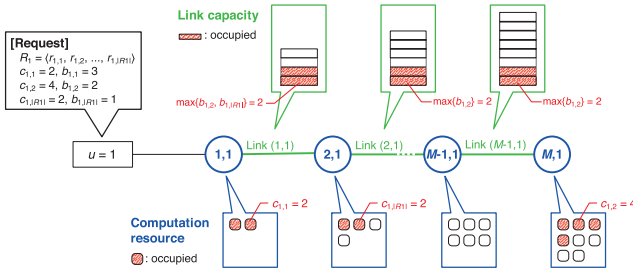 [Request]
R₁ = ⟨r₁,₁, r₁,₂, ..., r₁,|R1|⟩
c₁,₁ = 2, b₁,₁ = 3
c₁,₂ = 4, b₁,₂ = 2
c₁,|R1| = 2, b₁,|R1| = 1
Link capacity
: occupied
max{b₁,₂, b₁,|R1|} = 2
max{b₁,₂} = 2
max{b₁,₂} = 2
u = 1
1,1
Link (1,1)
2,1
Link (2,1)
...
M-1,1
Link (M-1,1)
M,1
c₁,₁ = 2
c₁,|R1| = 2
c₁,₂ = 4
Computation
resource
: occupied